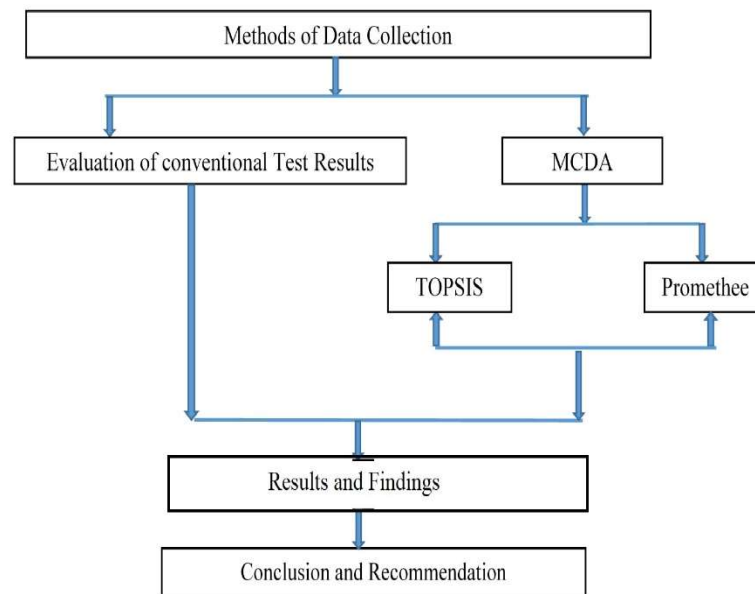 Methods of Data Collection
Evaluation of conventional Test Results
MCDA
TOPSIS
Promethee
Results and Findings
Conclusion and Recommendation